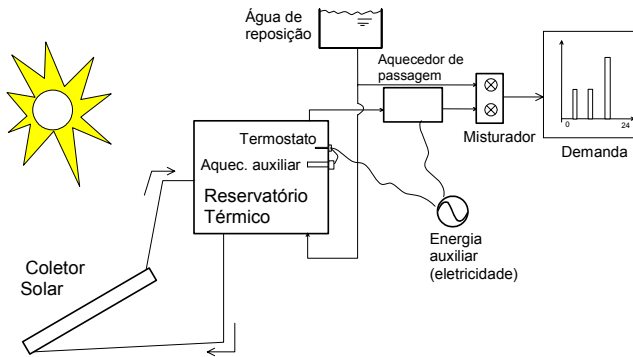 Água de
reposição
Aquecedor de
passagem
Termostato
Aquec. auxiliar
Reservatório
Térmico
Misturador
0
24
Demanda
Energia
auxiliar
(eletricidade)
Coletor
Solar